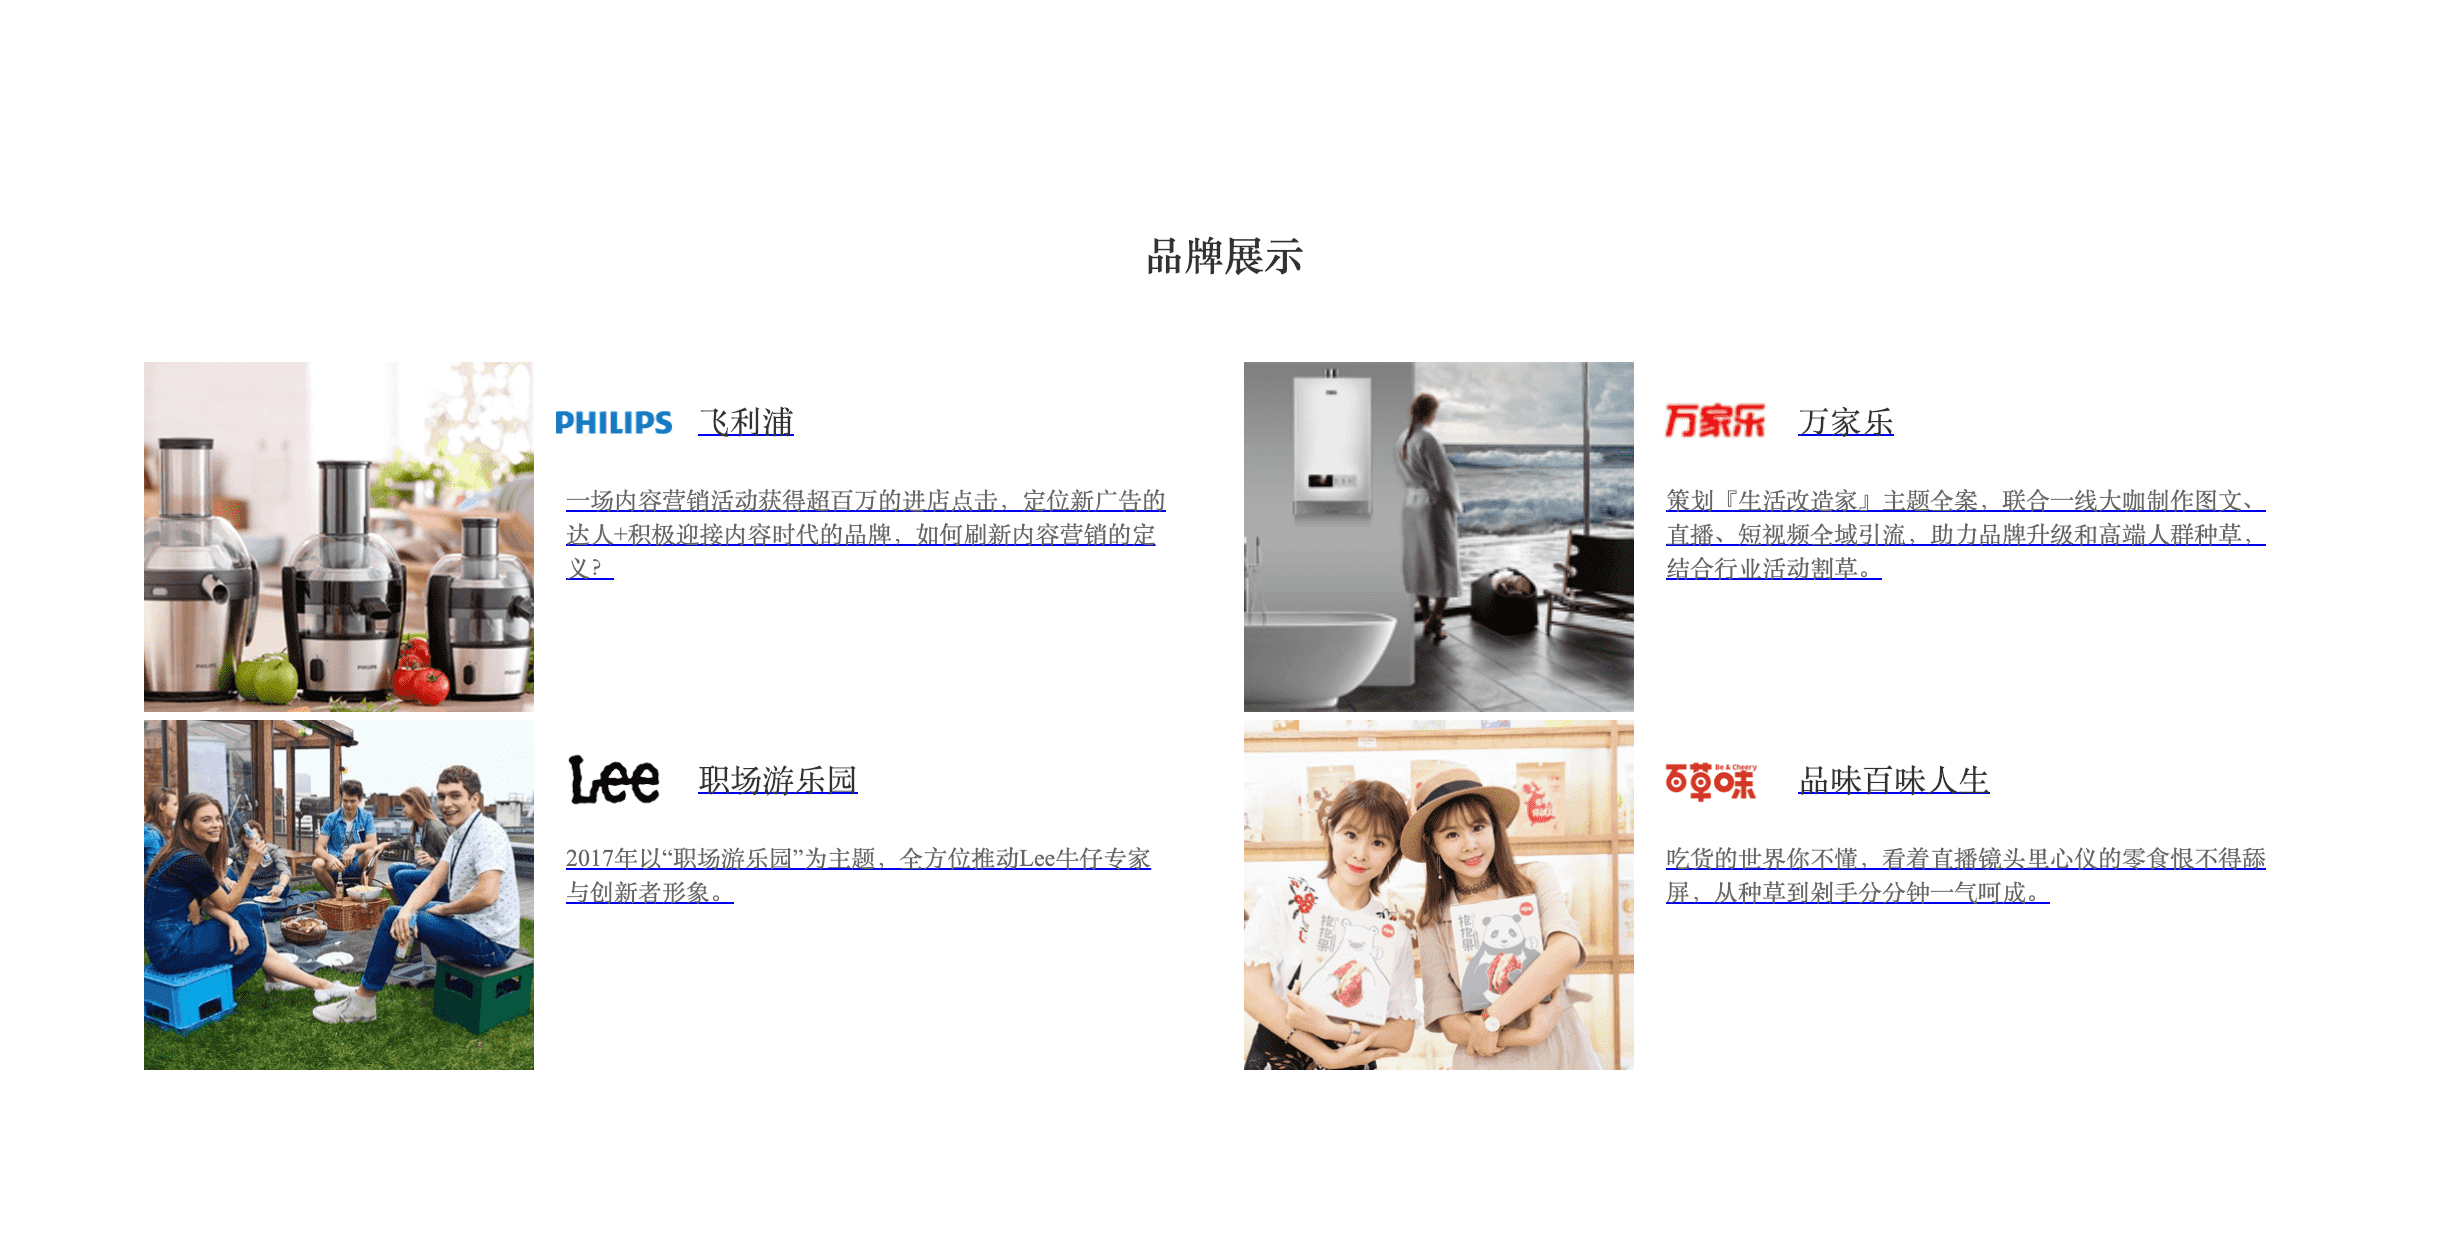 品牌展示
PHILIPS 飞利浦
一场内容营销活动获得超百万的进店点击，定位新广告的
达人+积极迎接内容时代的品牌，如何刷新内容营销的定
义？
万家乐 万家乐
策划『生活改造家』主题全案，联合一线大咖制作图文、
直播、短视频全域引流，助力品牌升级和高端人群种草，
结合行业活动割草。
Lee 职场游乐园
2017年以“职场游乐园”为主题，全方位推动Lee牛仔专家
与创新者形象。
Be & Cheery
百草味 品味百味人生
吃货的世界你不懂，看着直播镜头里心仪的零食恨不得舔
屏，从种草到剁手分分钟一气呵成。
PHILIPS
PHILIPS
抱抱果
抱抱果